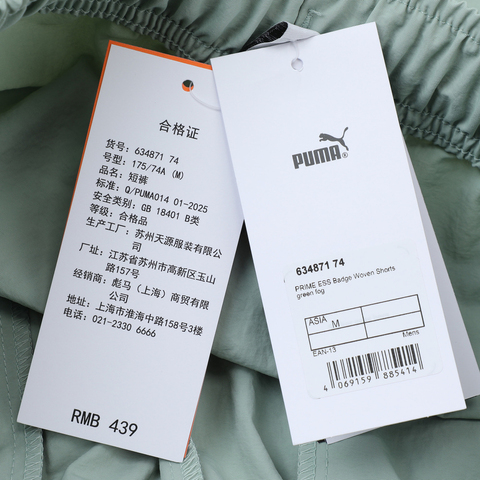 合格证
货号: 634871 74
号型: 175/74A (M)
品名: 短裤
标准: Q/PUMA014 01-2025
安全类别: GB 18401 B类
等级: 合格品
生产工厂: 苏州天源服装有限公
司
厂址: 江苏省苏州市高新区玉山
路157号
经销商: 彪马（上海）商贸有限
公司
地址: 上海市淮海中路158号3楼
电话: 021-2330 6666
RMB 439
PUMA®
634871 74
PRIME ESS Badge Woven Shorts
green fog
ASIA
M
EAN-13
Mens
4 069159 885414